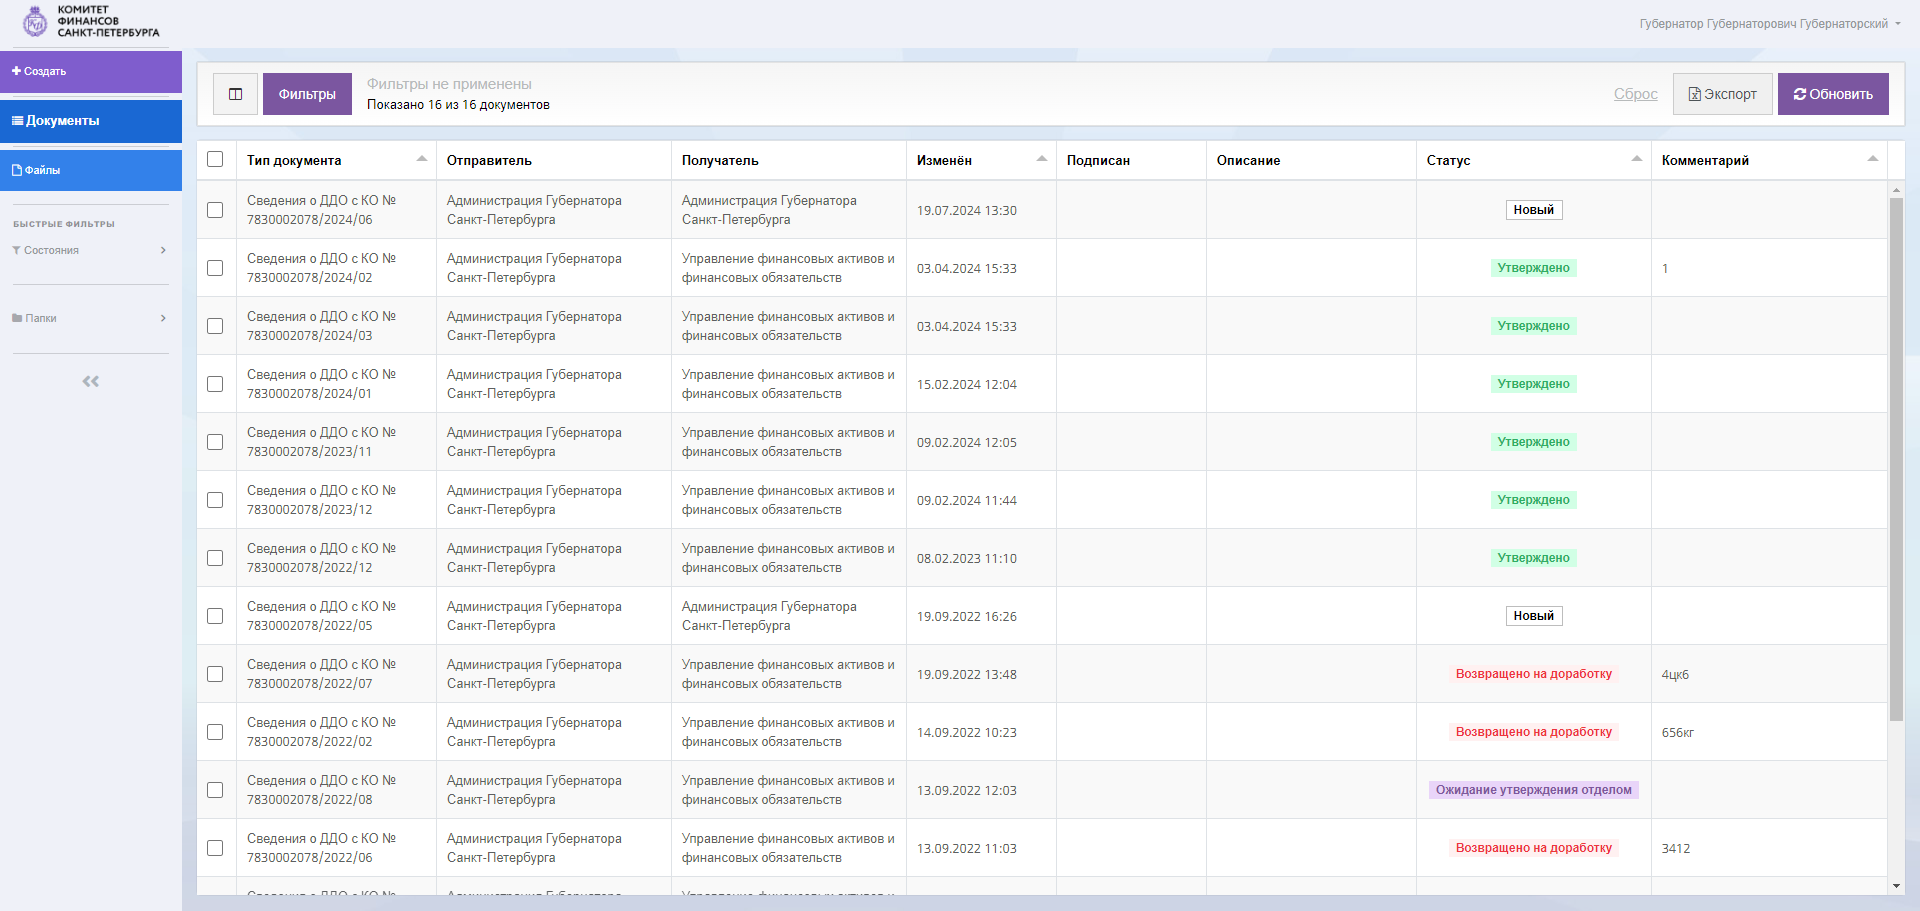 КОМИТЕТ
ФИНАНСОВ
САНКТ-ПЕТЕРБУРГА
Губернатор Губернаторович Губернаторский
Создать
Документы
Файлы
БЫСТРЫЕ ФИЛЬТРЫ
Состояния
Папки
Фильтры
Фильтры не применены
Показано 16 из 16 документов
Сброс
Экспорт
Обновить
Тип документа Отправитель Получатель Изменён Подписан Описание Статус Комментарий
Сведения о ДДО с КО № Администрация Губернатора Администрация Губернатора
7830002078/2024/06 Санкт-Петербурга Санкт-Петербурга
19.07.2024 13:30 Новый
Сведения о ДДО с КО № Администрация Губернатора Управление финансовых активов и
7830002078/2024/02 Санкт-Петербурга финансовых обязательств
03.04.2024 15:33 Утверждено 1
Сведения о ДДО с КО № Администрация Губернатора Управление финансовых активов и
7830002078/2024/03 Санкт-Петербурга финансовых обязательств
03.04.2024 15:33 Утверждено
Сведения о ДДО с КО № Администрация Губернатора Управление финансовых активов и
7830002078/2024/01 Санкт-Петербурга финансовых обязательств
15.02.2024 12:04 Утверждено
Сведения о ДДО с КО № Администрация Губернатора Управление финансовых активов и
7830002078/2023/11 Санкт-Петербурга финансовых обязательств
09.02.2024 12:05 Утверждено
Сведения о ДДО с КО № Администрация Губернатора Управление финансовых активов и
7830002078/2023/12 Санкт-Петербурга финансовых обязательств
09.02.2024 11:44 Утверждено
Сведения о ДДО с КО № Администрация Губернатора Управление финансовых активов и
7830002078/2022/12 Санкт-Петербурга финансовых обязательств
08.02.2023 11:10 Утверждено
Сведения о ДДО с КО № Администрация Губернатора Администрация Губернатора
7830002078/2022/05 Санкт-Петербурга Санкт-Петербурга
19.09.2022 16:26 Новый
Сведения о ДДО с КО № Администрация Губернатора Управление финансовых активов и
7830002078/2022/07 Санкт-Петербурга финансовых обязательств
19.09.2022 13:48 Возвращено на доработку 4цк6
Сведения о ДДО с КО № Администрация Губернатора Управление финансовых активов и
7830002078/2022/02 Санкт-Петербурга финансовых обязательств
14.09.2022 10:23 Возвращено на доработку 656кг
Сведения о ДДО с КО № Администрация Губернатора Управление финансовых активов и
7830002078/2022/08 Санкт-Петербурга финансовых обязательств
13.09.2022 12:03 Ожидание утверждения отделом
Сведения о ДДО с КО № Администрация Губернатора Управление финансовых активов и
7830002078/2022/06 Санкт-Петербурга финансовых обязательств
13.09.2022 11:03 Возвращено на доработку 3412